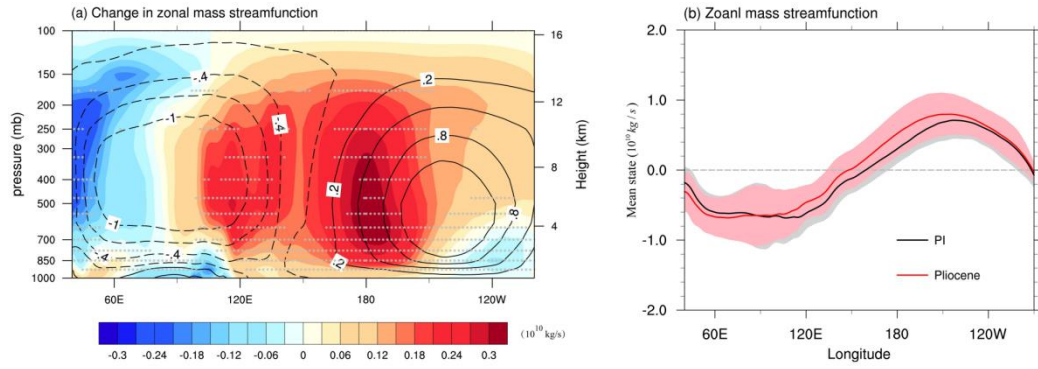 (a) Change in zonal mass streamfunction
100
150
200
250
300
400
500
700
850
1000
pressure (mb)
16
12
8
4
Height (km)
-.4
-1
-.4
-1
-.4
-.4
.2
.8
.2
.8
.2
60E 120E 180 120W
(10¹⁰ kg/s)
-0.3 -0.24 -0.18 -0.12 -0.06 0 0.06 0.12 0.18 0.24 0.3
(b) Zoanl mass streamfunction
2.0
1.0
0.0
-1.0
-2.0
Mean state (10¹⁰ kg / s)
PI
Pliocene
60E 120E 180 120W
Longitude